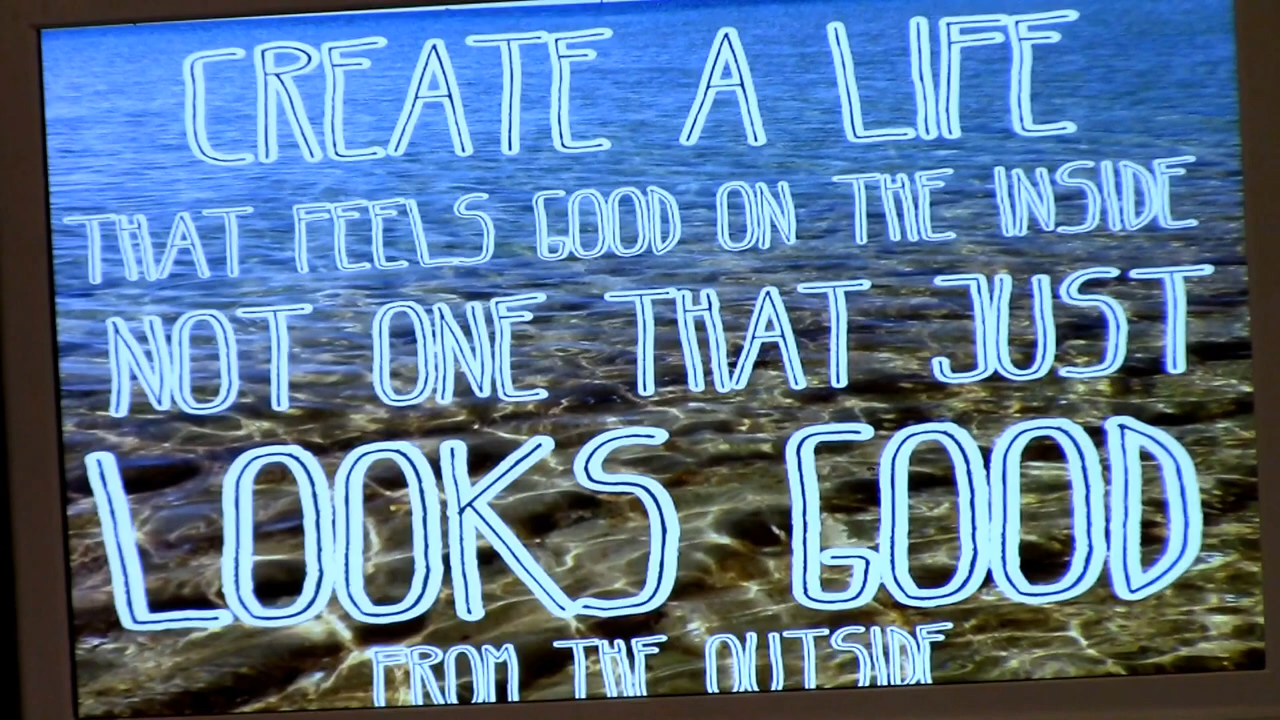 CREATE A LIFE
THAT FEELS GOOD ON THE INSIDE
NOT ONE THAT JUST
LOOKS GOOD
FROM THE OUTSIDE